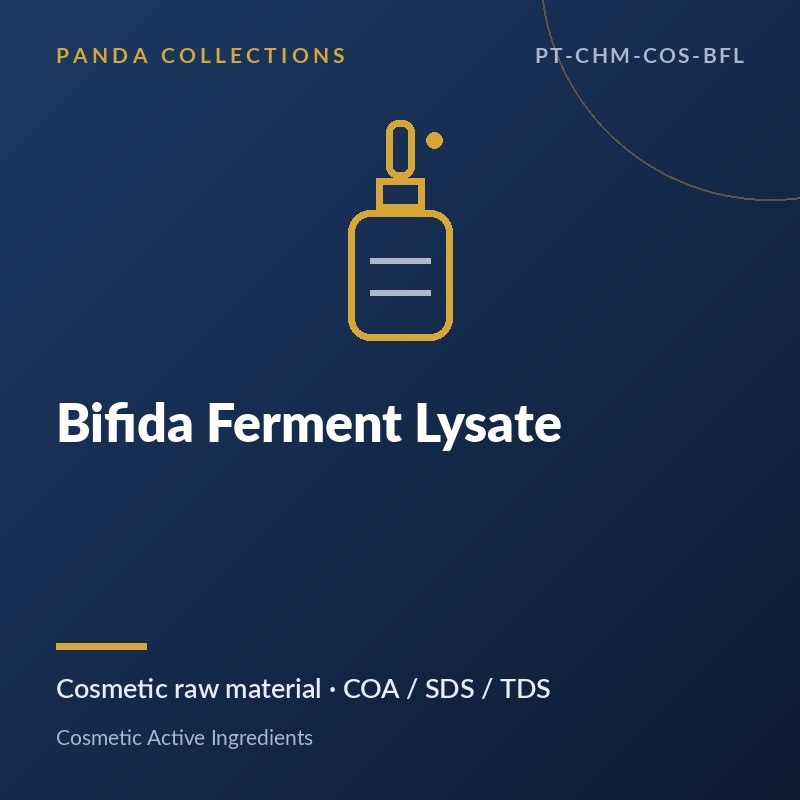 PANDA COLLECTIONS
PT-CHM-COS-BFL
Bifida Ferment Lysate
Cosmetic raw material · COA / SDS / TDS
Cosmetic Active Ingredients